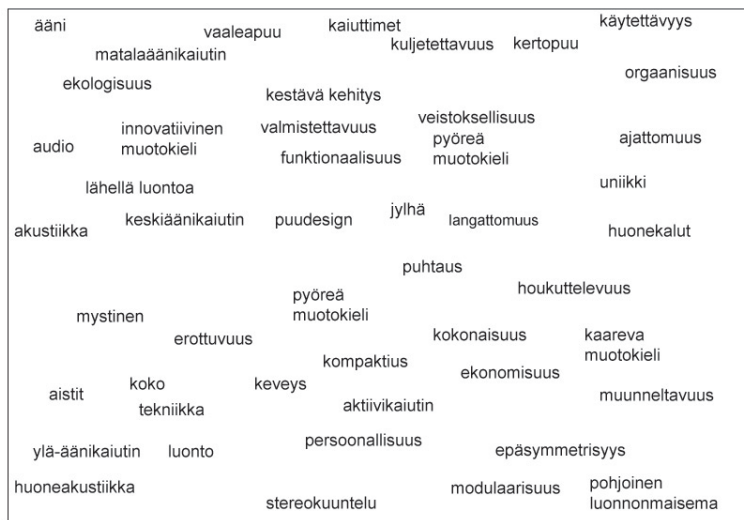 ääni
vaaleapuu
kaiuttimet
käytettävyys
matalaäänikaiutin
kuljetettavuus
kertopuu
ekologisuus
orgaanisuus
kestävä kehitys
innovatiivinen
muotokieli
valmistettavuus
veistoksellisuus
audio
funktionaalisuus
pyöreä
muotokieli
ajattomuus
lähellä luontoa
uniikki
akustiikka
keskiäänikaiutin
puudesign
jylhä
langattomuus
huonekalut
puhtaus
pyöreä
muotokieli
houkuttelevuus
mystinen
erottuvuus
kokonaisuus
kaareva
muotokieli
kompaktius
ekonomisuus
aistit
koko
keveys
muunneltavuus
tekniikka
aktiivikaiutin
persoonallisuus
ylä-äänikaiutin
luonto
epäsymmetrisyys
huoneakustiikka
stereokuuntelu
modulaarisuus
pohjoinen
luonnonmaisema